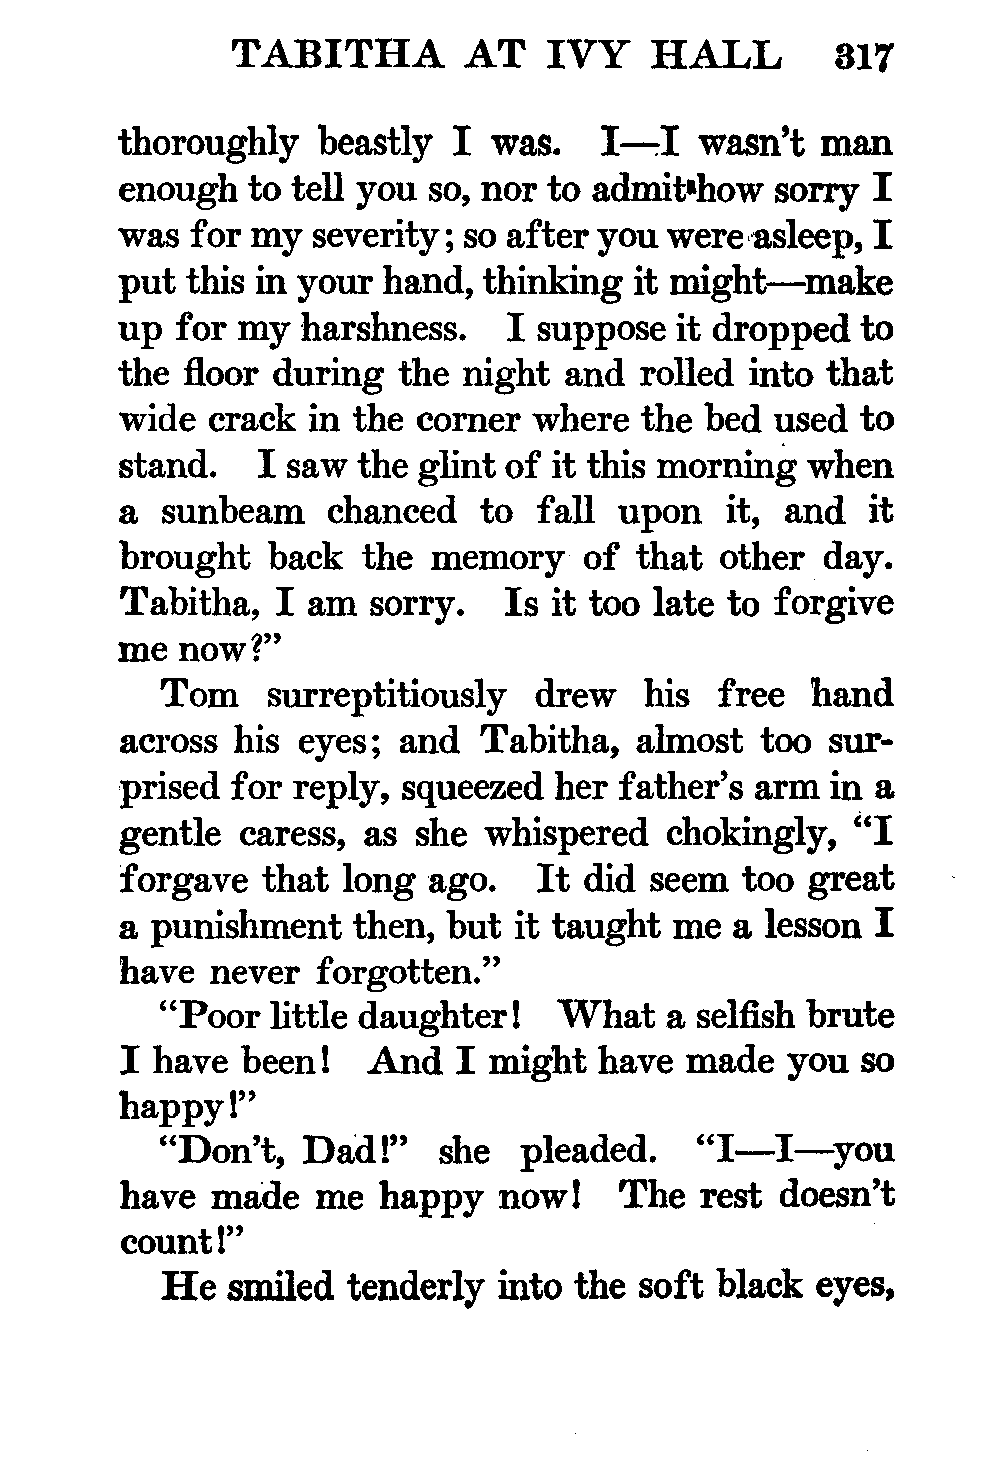 TABITHA AT IVY HALL 317
thoroughly beastly I was. I—I wasn't man
enough to tell you so, nor to admit how sorry I
was for my severity; so after you were asleep, I
put this in your hand, thinking it might—make
up for my harshness. I suppose it dropped to
the floor during the night and rolled into that
wide crack in the corner where the bed used to
stand. I saw the glint of it this morning when
a sunbeam chanced to fall upon it, and it
brought back the memory of that other day.
Tabitha, I am sorry. Is it too late to forgive
me now?”
Tom surreptitiously drew his free hand
across his eyes; and Tabitha, almost too sur-
prised for reply, squeezed her father's arm in a
gentle caress, as she whispered chokingly, “I
forgave that long ago. It did seem too great
a punishment then, but it taught me a lesson I
have never forgotten.”
“Poor little daughter! What a selfish brute
I have been! And I might have made you so
happy!”
“Don't, Dad!” she pleaded. “I—I—you
have made me happy now! The rest doesn't
count!”
He smiled tenderly into the soft black eyes,